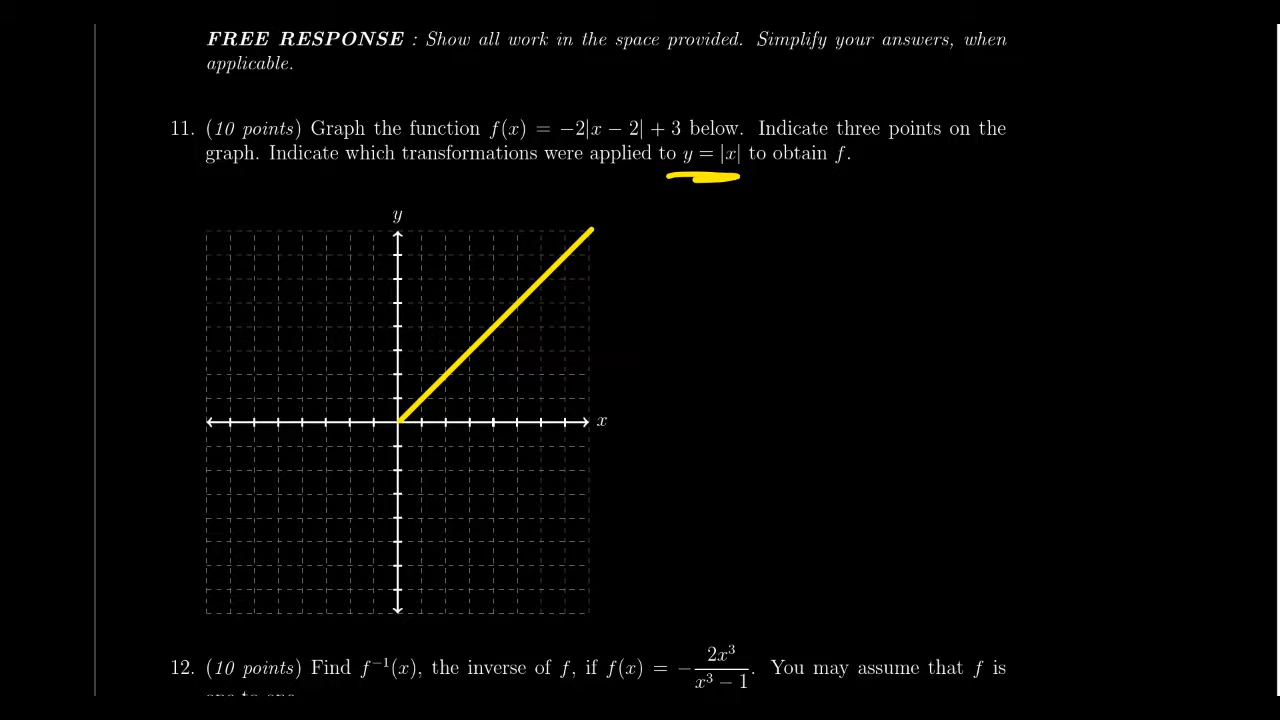 FREE RESPONSE : Show all work in the space provided. Simplify your answers, when
applicable.
11. (10 points) Graph the function f(x) = −2|x − 2| + 3 below. Indicate three points on the
graph. Indicate which transformations were applied to y = |x| to obtain f.
y
x
12. (10 points) Find f⁻¹(x), the inverse of f, if f(x) = −2x³/(x³ − 1). You may assume that f is